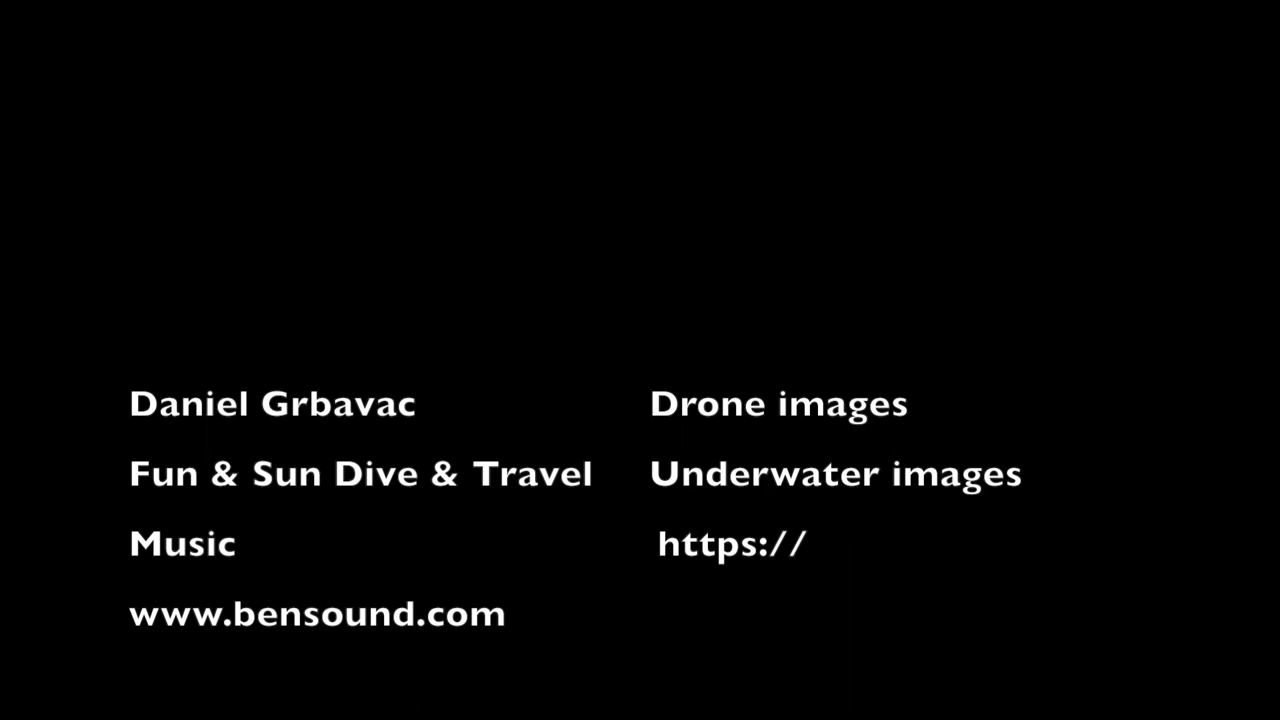 Daniel Grbavac Drone images
Fun & Sun Dive & Travel Underwater images
Music https://
www.bensound.com